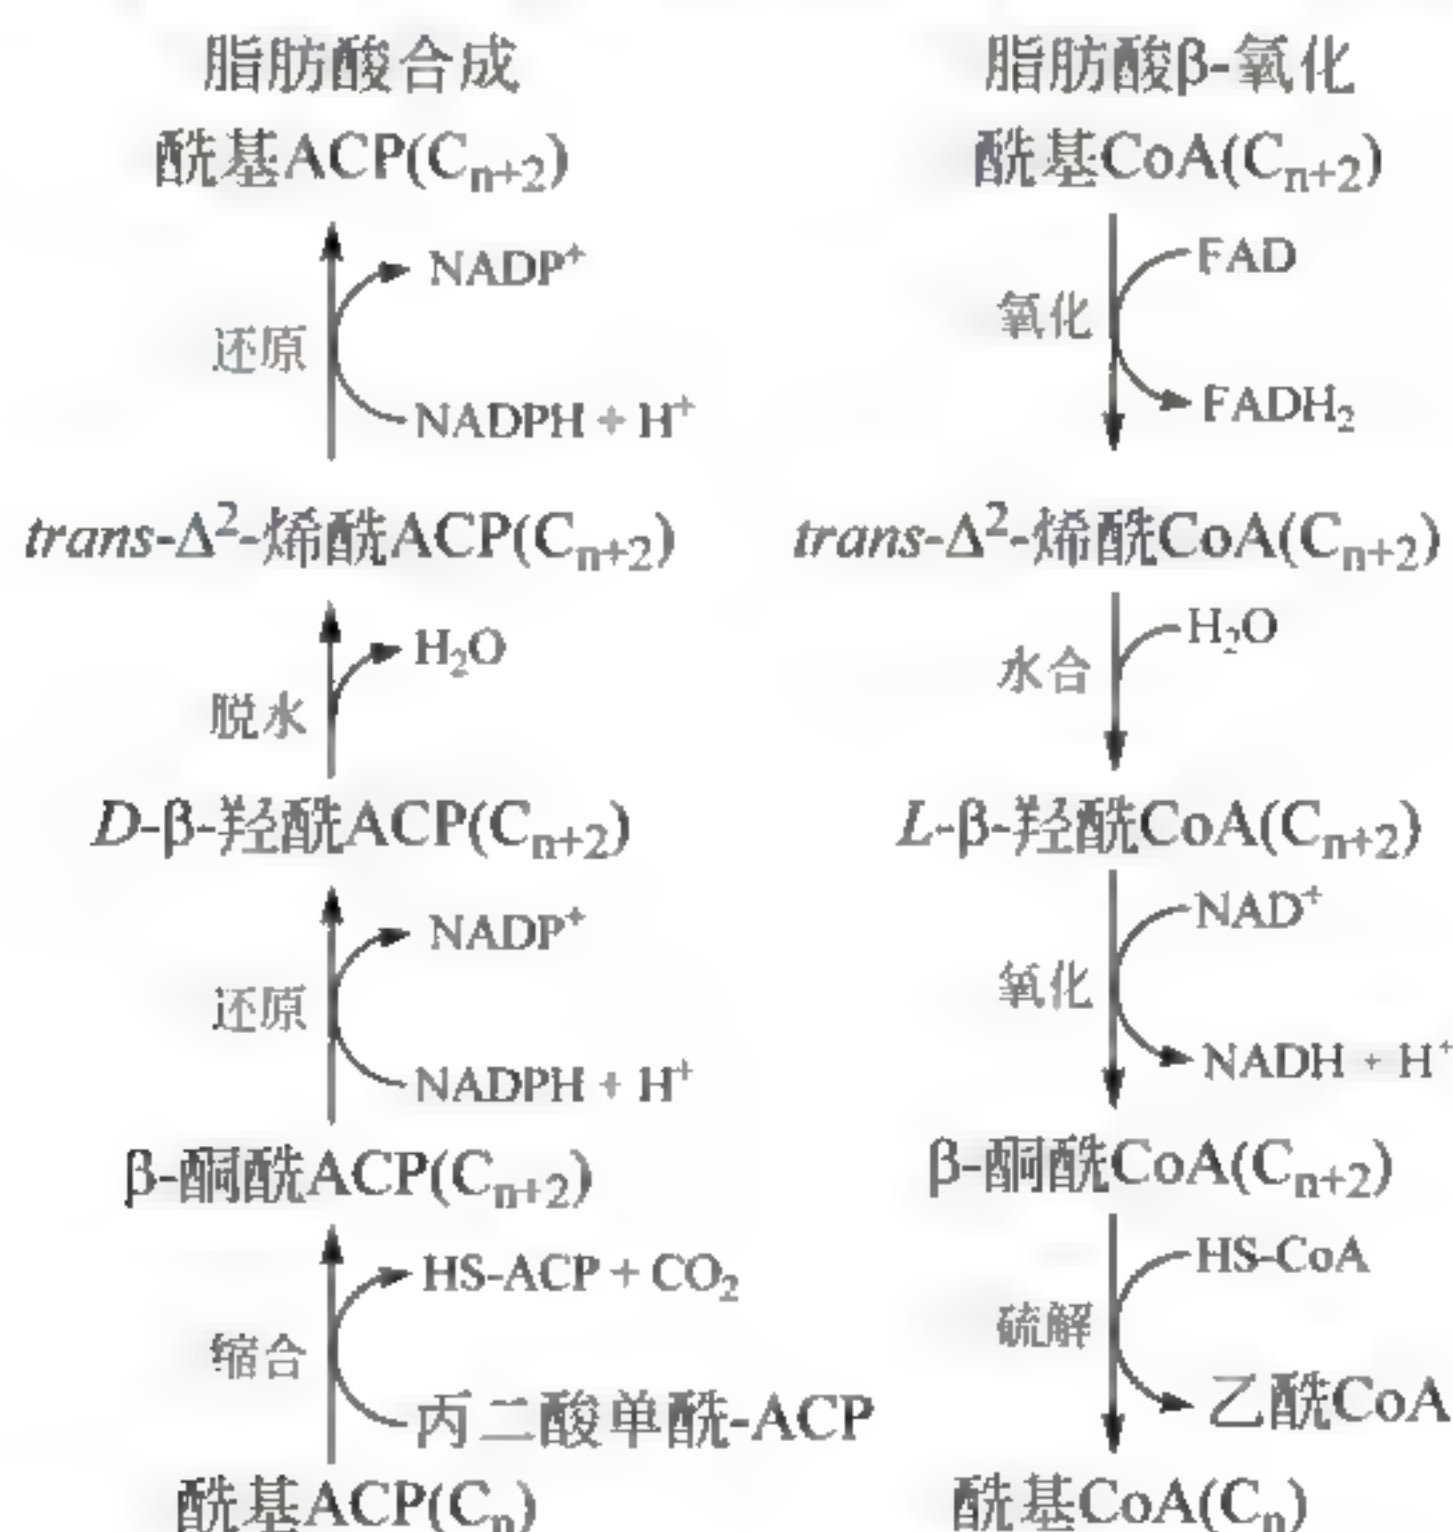 脂肪酸合成
酰基ACP(Cn+2)
NADP+
还原
NADPH + H+
trans-Δ2-烯酰ACP(Cn+2)
H2O
脱水
D-β-羟酰ACP(Cn+2)
NADP+
还原
NADPH + H+
β-酮酰ACP(Cn+2)
HS-ACP + CO2
缩合
丙二酸单酰-ACP
酰基ACP(Cn)
脂肪酸β-氧化
酰基CoA(Cn+2)
FAD
氧化
FADH2
trans-Δ2-烯酰CoA(Cn+2)
H2O
水合
L-β-羟酰CoA(Cn+2)
NAD+
氧化
NADH + H+
β-酮酰CoA(Cn+2)
HS-CoA
硫解
乙酰CoA
酰基CoA(Cn)